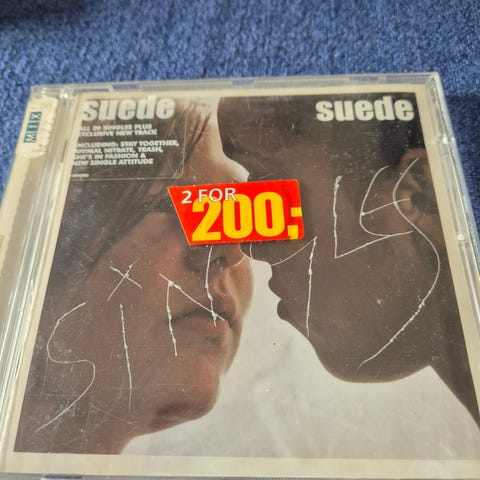 MIX
suede
suede
ALL 20 SINGLES PLUS
EXCLUSIVE NEW TRACK
INCLUDING: STAY TOGETHER,
ANIMAL NITRATE, TRASH,
SHE'S IN FASHION &
NEW SINGLE ATTITUDE
2 FOR
200;
SINGLES